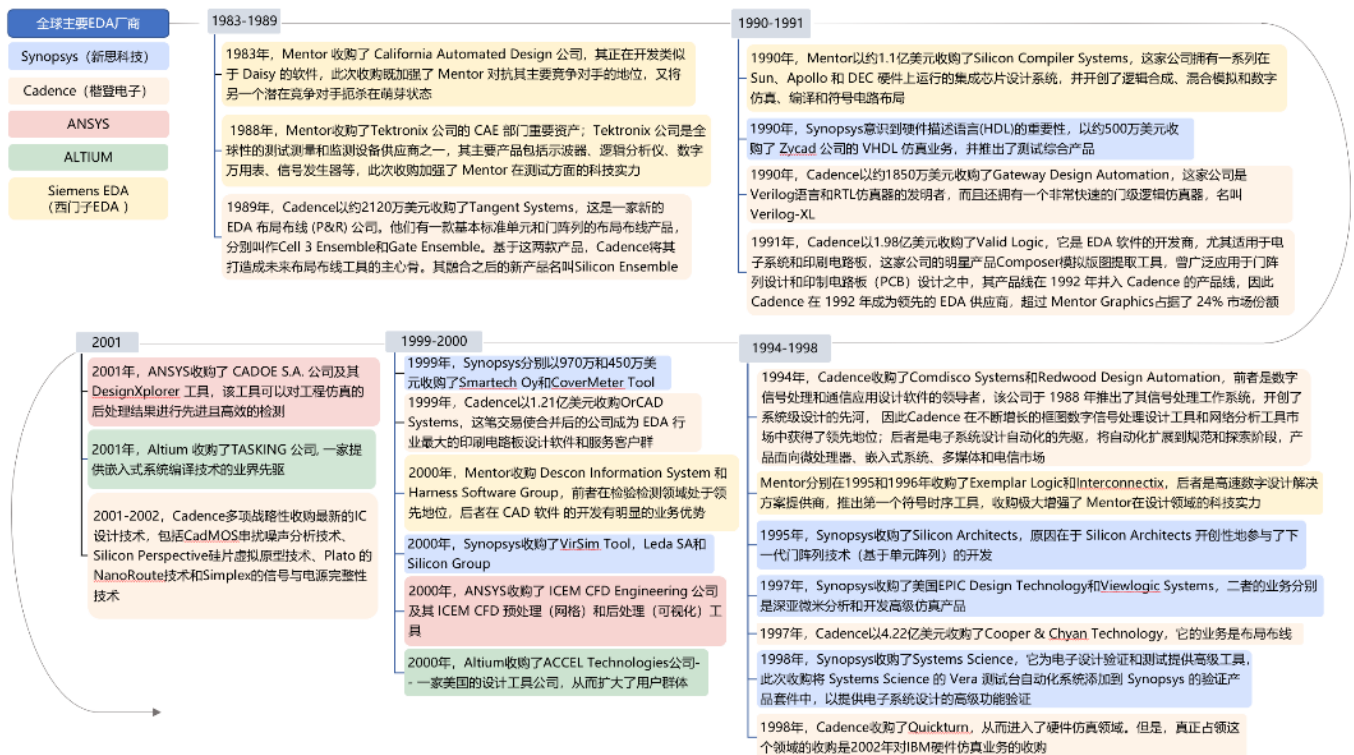 全球主要EDA厂商
Synopsys（新思科技）
Cadence（楷登电子）
ANSYS
ALTIUM
Siemens EDA
（西门子EDA ）
1983-1989
1983年，Mentor 收购了 California Automated Design 公司，其正在开发类似
于 Daisy 的软件，此次收购既加强了 Mentor 对抗其主要竞争对手的地位，又将
另一个潜在竞争对手扼杀在萌芽状态
1988年，Mentor收购了Tektronix 公司的 CAE 部门重要资产；Tektronix 公司是全
球性的测试测量和监测设备供应商之一，其主要产品包括示波器、逻辑分析仪、数字
万用表、信号发生器等，此次收购加强了 Mentor 在测试方面的科技实力
1989年，Cadence以约2120万美元收购了Tangent Systems，这是一家新的
EDA 布局布线 (P&R) 公司。他们有一款基本标准单元和门阵列的布局布线产品，
分别叫作Cell 3 Ensemble和Gate Ensemble。基于这两款产品，Cadence将其
打造成未来布局布线工具的主心骨。其融合之后的新产品名叫Silicon Ensemble
1990-1991
1990年，Mentor以约1.1亿美元收购了Silicon Compiler Systems，这家公司拥有一系列在
Sun、Apollo 和 DEC 硬件上运行的集成芯片设计系统，并开创了逻辑合成、混合模拟和数字
仿真、编译和符号电路布局
1990年，Synopsys意识到硬件描述语言(HDL)的重要性，以约500万美元收
购了 Zycad 公司的 VHDL 仿真业务，并推出了测试综合产品
1990年，Cadence以约1850万美元收购了Gateway Design Automation，这家公司是
Verilog语言和RTL仿真器的发明者，而且还拥有一个非常快速的门级逻辑仿真器，名叫
Verilog-XL
1991年，Cadence以1.98亿美元收购了Valid Logic，它是 EDA 软件的开发商，尤其适用于电
子系统和印刷电路板，这家公司的明星产品Composer模拟版图提取工具，曾广泛应用于门阵
列设计和印制电路板（PCB）设计之中，其产品线在 1992 年并入 Cadence 的产品线，因此
Cadence 在 1992 年成为领先的 EDA 供应商，超过 Mentor Graphics占据了 24% 市场份额
1994-1998
1994年，Cadence收购了Comdisco Systems和Redwood Design Automation，前者是数字
信号处理和通信应用设计软件的领导者，该公司于 1988 年推出了其信号处理工作系统，开创了
系统级设计的先河， 因此Cadence 在不断增长的框图数字信号处理设计工具和网络分析工具市
场中获得了领先地位；后者是电子系统设计自动化的先驱，将自动化扩展到规范和探索阶段，产
品面向微处理器、嵌入式系统、多媒体和电信市场
Mentor分别在1995和1996年收购了Exemplar Logic和Interconnectix，后者是高速数字设计解决
方案提供商，推出第一个符号时序工具，收购极大增强了 Mentor在设计领域的科技实力
1995年，Synopsys收购了Silicon Architects，原因在于 Silicon Architects 开创性地参与了下
一代门阵列技术（基于单元阵列）的开发
1997年，Synopsys收购了美国EPIC Design Technology和Viewlogic Systems，二者的业务分别
是深亚微米分析和开发高级仿真产品
1997年，Cadence以4.22亿美元收购了Cooper & Chyan Technology，它的业务是布局布线
1998年，Synopsys收购了Systems Science，它为电子设计验证和测试提供高级工具，
此次收购将 Systems Science 的 Vera 测试台自动化系统添加到 Synopsys 的验证产
品套件中，以提供电子系统设计的高级功能验证
1998年，Cadence收购了Quickturn，从而进入了硬件仿真领域。但是，真正占领这
个领域的收购是2002年对IBM硬件仿真业务的收购
1999-2000
1999年，Synopsys分别以970万和450万美
元收购了Smartech Oy和CoverMeter Tool
1999年，Cadence以1.21亿美元收购OrCAD
Systems，这笔交易使合并后的公司成为 EDA 行
业最大的印刷电路板设计软件和服务客户群
2000年，Mentor收购 Descon Information System 和
Harness Software Group，前者在检验检测领域处于领
先地位，后者在 CAD 软件 的开发有明显的业务优势
2000年，Synopsys收购了VirSim Tool，Leda SA和
Silicon Group
2000年，ANSYS收购了 ICEM CFD Engineering 公司
及其 ICEM CFD 预处理（网格）和后处理（可视化）工
具
2000年，Altium收购了ACCEL Technologies公司-
- 一家美国的设计工具公司，从而扩大了用户群体
2001
2001年，ANSYS收购了 CADOE S.A. 公司及其
DesignXplorer 工具，该工具可以对工程仿真的
后处理结果进行先进且高效的检测
2001年，Altium 收购了TASKING 公司, 一家提
供嵌入式系统编译技术的业界先驱
2001-2002，Cadence多项战略性收购最新的IC
设计技术，包括CadMOS串扰噪声分析技术、
Silicon Perspective硅片虚拟原型技术、Plato 的
NanoRoute技术和Simplex的信号与电源完整性
技术